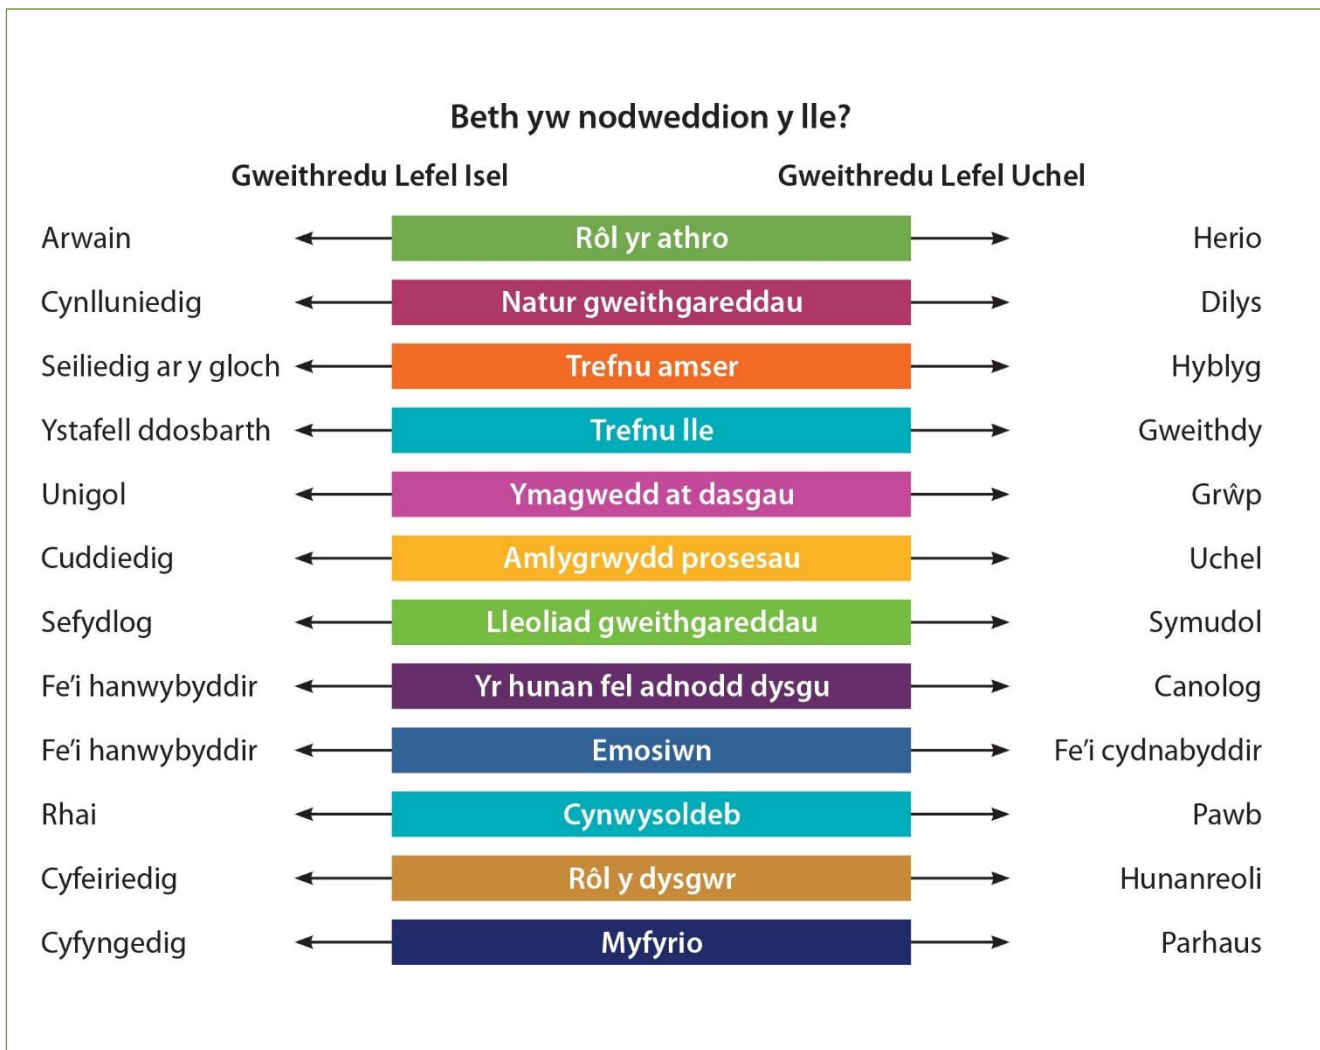 Beth yw nodweddion y lle?
Gweithredu Lefel Isel Gweithredu Lefel Uchel
Arwain Rôl yr athro Herio
Cynlluniedig Natur gweithgareddau Dilys
Seiliedig ar y gloch Trefnu amser Hyblyg
Ystafell ddosbarth Trefnu lle Gweithdy
Unigol Ymagwedd at dasgau Grŵp
Cuddiedig Amlygrwydd prosesau Uchel
Sefydlog Lleoliad gweithgareddau Symudol
Fe'i hanwybyddir Yr hunan fel adnodd dysgu Canolog
Fe'i hanwybyddir Emosiwn Fe'i cydnabyddir
Rhai Cynwysoldeb Pawb
Cyfeiriedig Rôl y dysgwr Hunanreoli
Cyfyngedig Myfyrio Parhaus